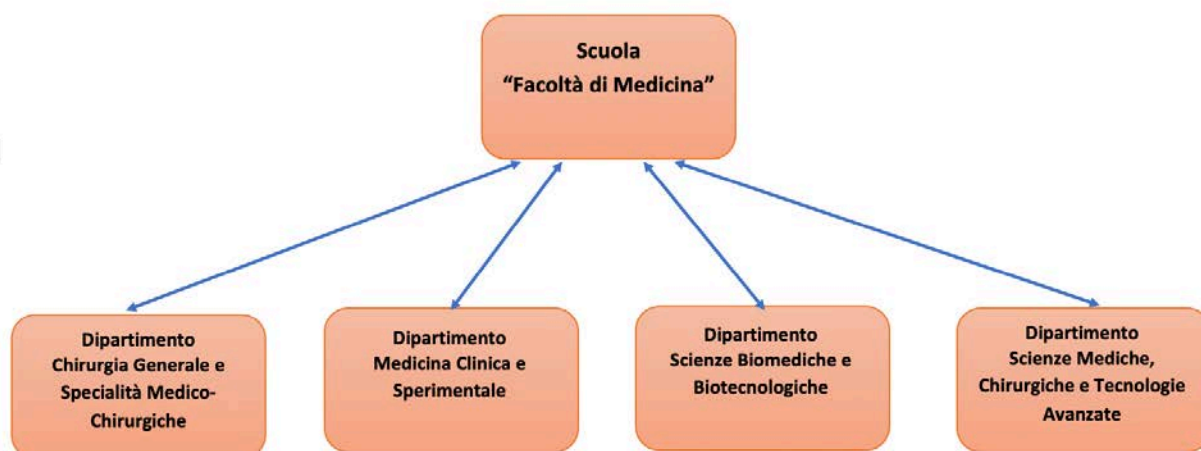 Scuola
“Facoltà di Medicina”
Dipartimento
Chirurgia Generale e
Specialità Medico-
Chirurgiche
Dipartimento
Medicina Clinica e
Sperimentale
Dipartimento
Scienze Biomediche e
Biotecnologiche
Dipartimento
Scienze Mediche,
Chirurgiche e Tecnologie
Avanzate